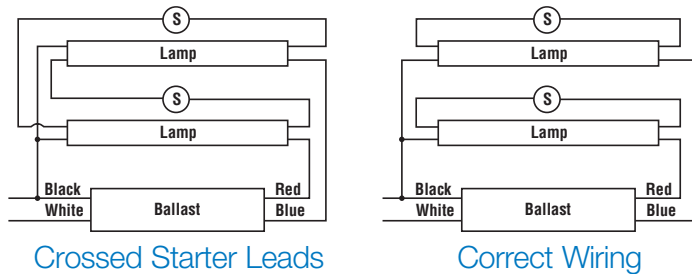 S
Lamp
S
Lamp
Black
White
Ballast
Red
Blue
Crossed Starter Leads
S
Lamp
S
Lamp
Black
White
Ballast
Red
Blue
Correct Wiring